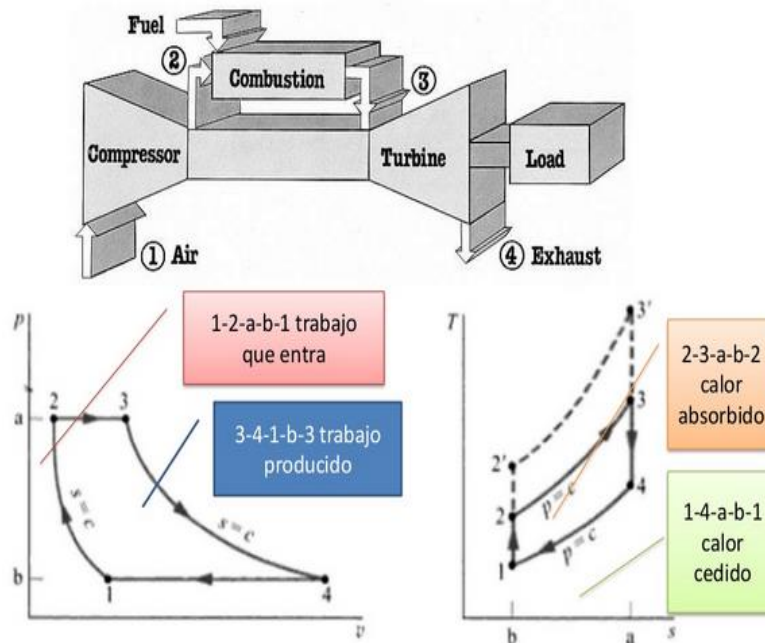 Fuel
②
Combustion
③
Compressor
Turbine
Load
① Air
④ Exhaust
p
1-2-a-b-1 trabajo
que entra
2
3
a
3-4-1-b-3 trabajo
producido
s = c
s = c
b
1
4
v
T
3'
2-3-a-b-2
calor
absorbido
3
2'
p = c
4
2
1-4-a-b-1
calor
cedido
p = c
1
b
a
s